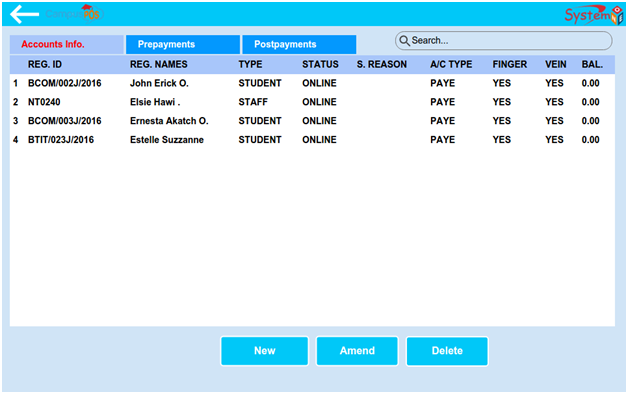 System
Accounts Info. Prepayments Postpayments Search...
REG. ID REG. NAMES TYPE STATUS S. REASON A/C TYPE FINGER VEIN BAL.
1 BCOM/002J/2016 John Erick O. STUDENT ONLINE PAYE YES YES 0.00
2 NT0240 Elsie Hawi . STAFF ONLINE PAYE YES YES 0.00
3 BCOM/003J/2016 Ernesta Akatch O. STUDENT ONLINE PAYE YES YES 0.00
4 BTIT/023J/2016 Estelle Suzzanne STUDENT ONLINE PAYE YES YES 0.00
New Amend Delete